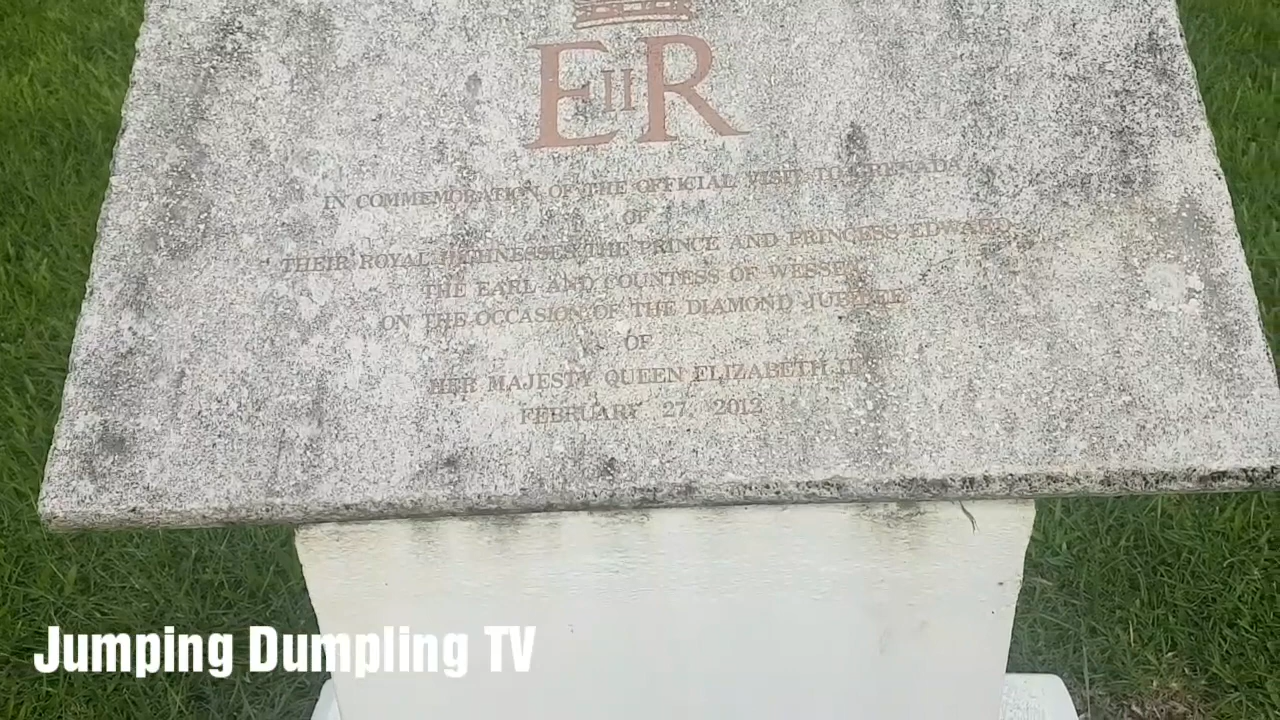 EIIR
IN COMMEMORATION OF THE OFFICIAL VISIT TO GRENADA
OF
THEIR ROYAL HIGHNESSES THE PRINCE AND PRINCESS EDWARD
THE EARL AND COUNTESS OF WESSEX
ON THE OCCASION OF THE DIAMOND JUBILEE
OF
HER MAJESTY QUEEN ELIZABETH II
FEBRUARY 27, 2012
Jumping Dumpling TV